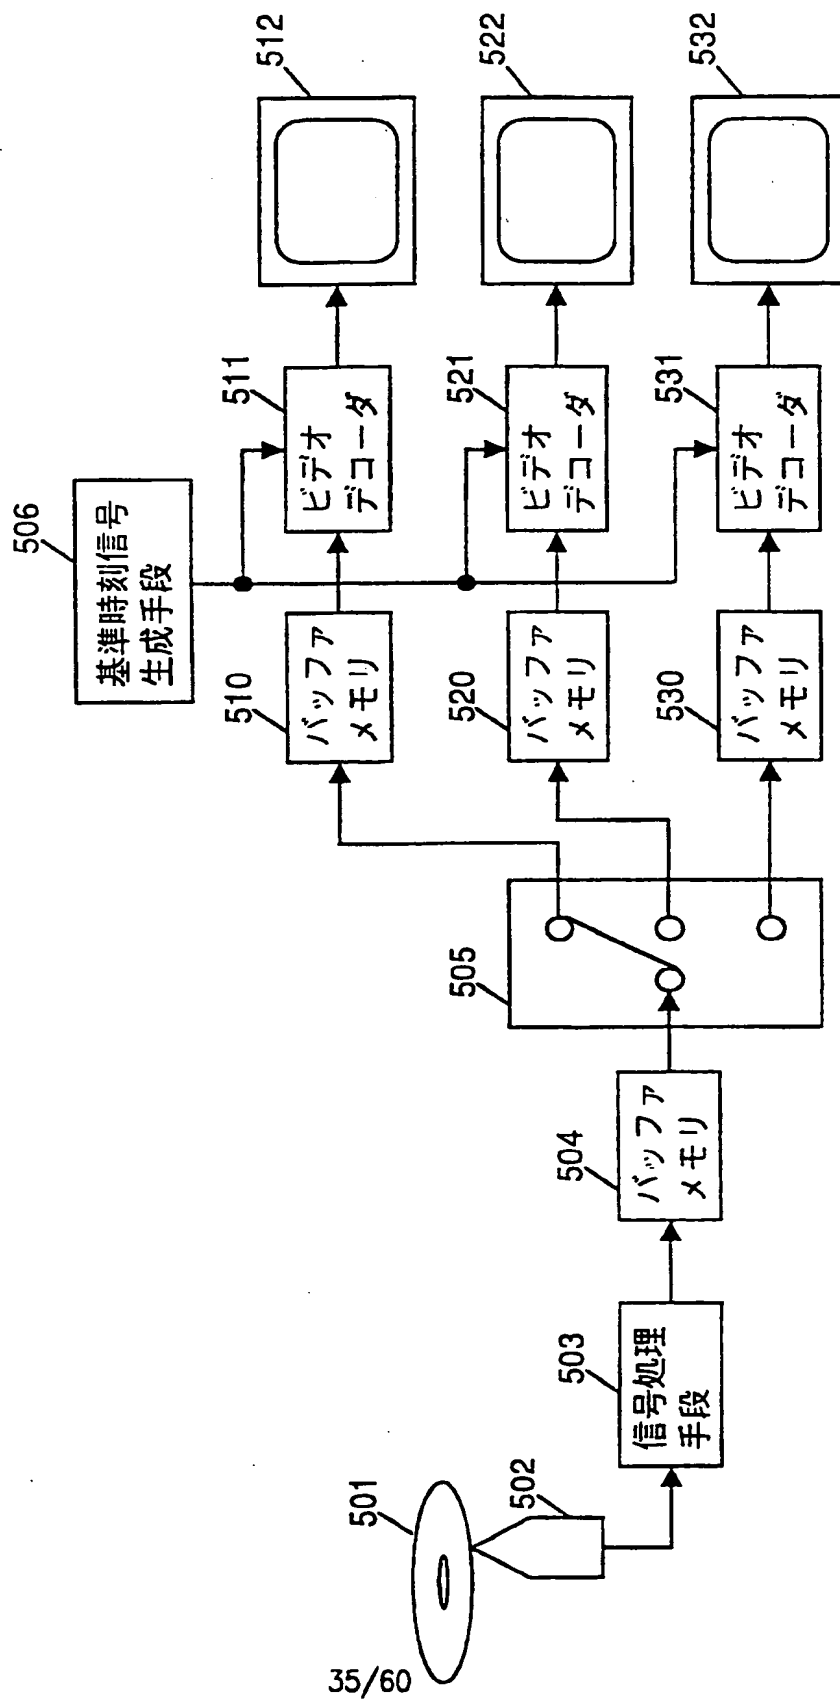 35/60
501
502
503
信号処理
手段
504
バッファ
メモリ
505
506
基準時刻信号
生成手段
510
バッファ
メモリ
511
ビデオ
デコーダ
512
520
バッファ
メモリ
521
ビデオ
デコーダ
522
530
バッファ
メモリ
531
ビデオ
デコーダ
532